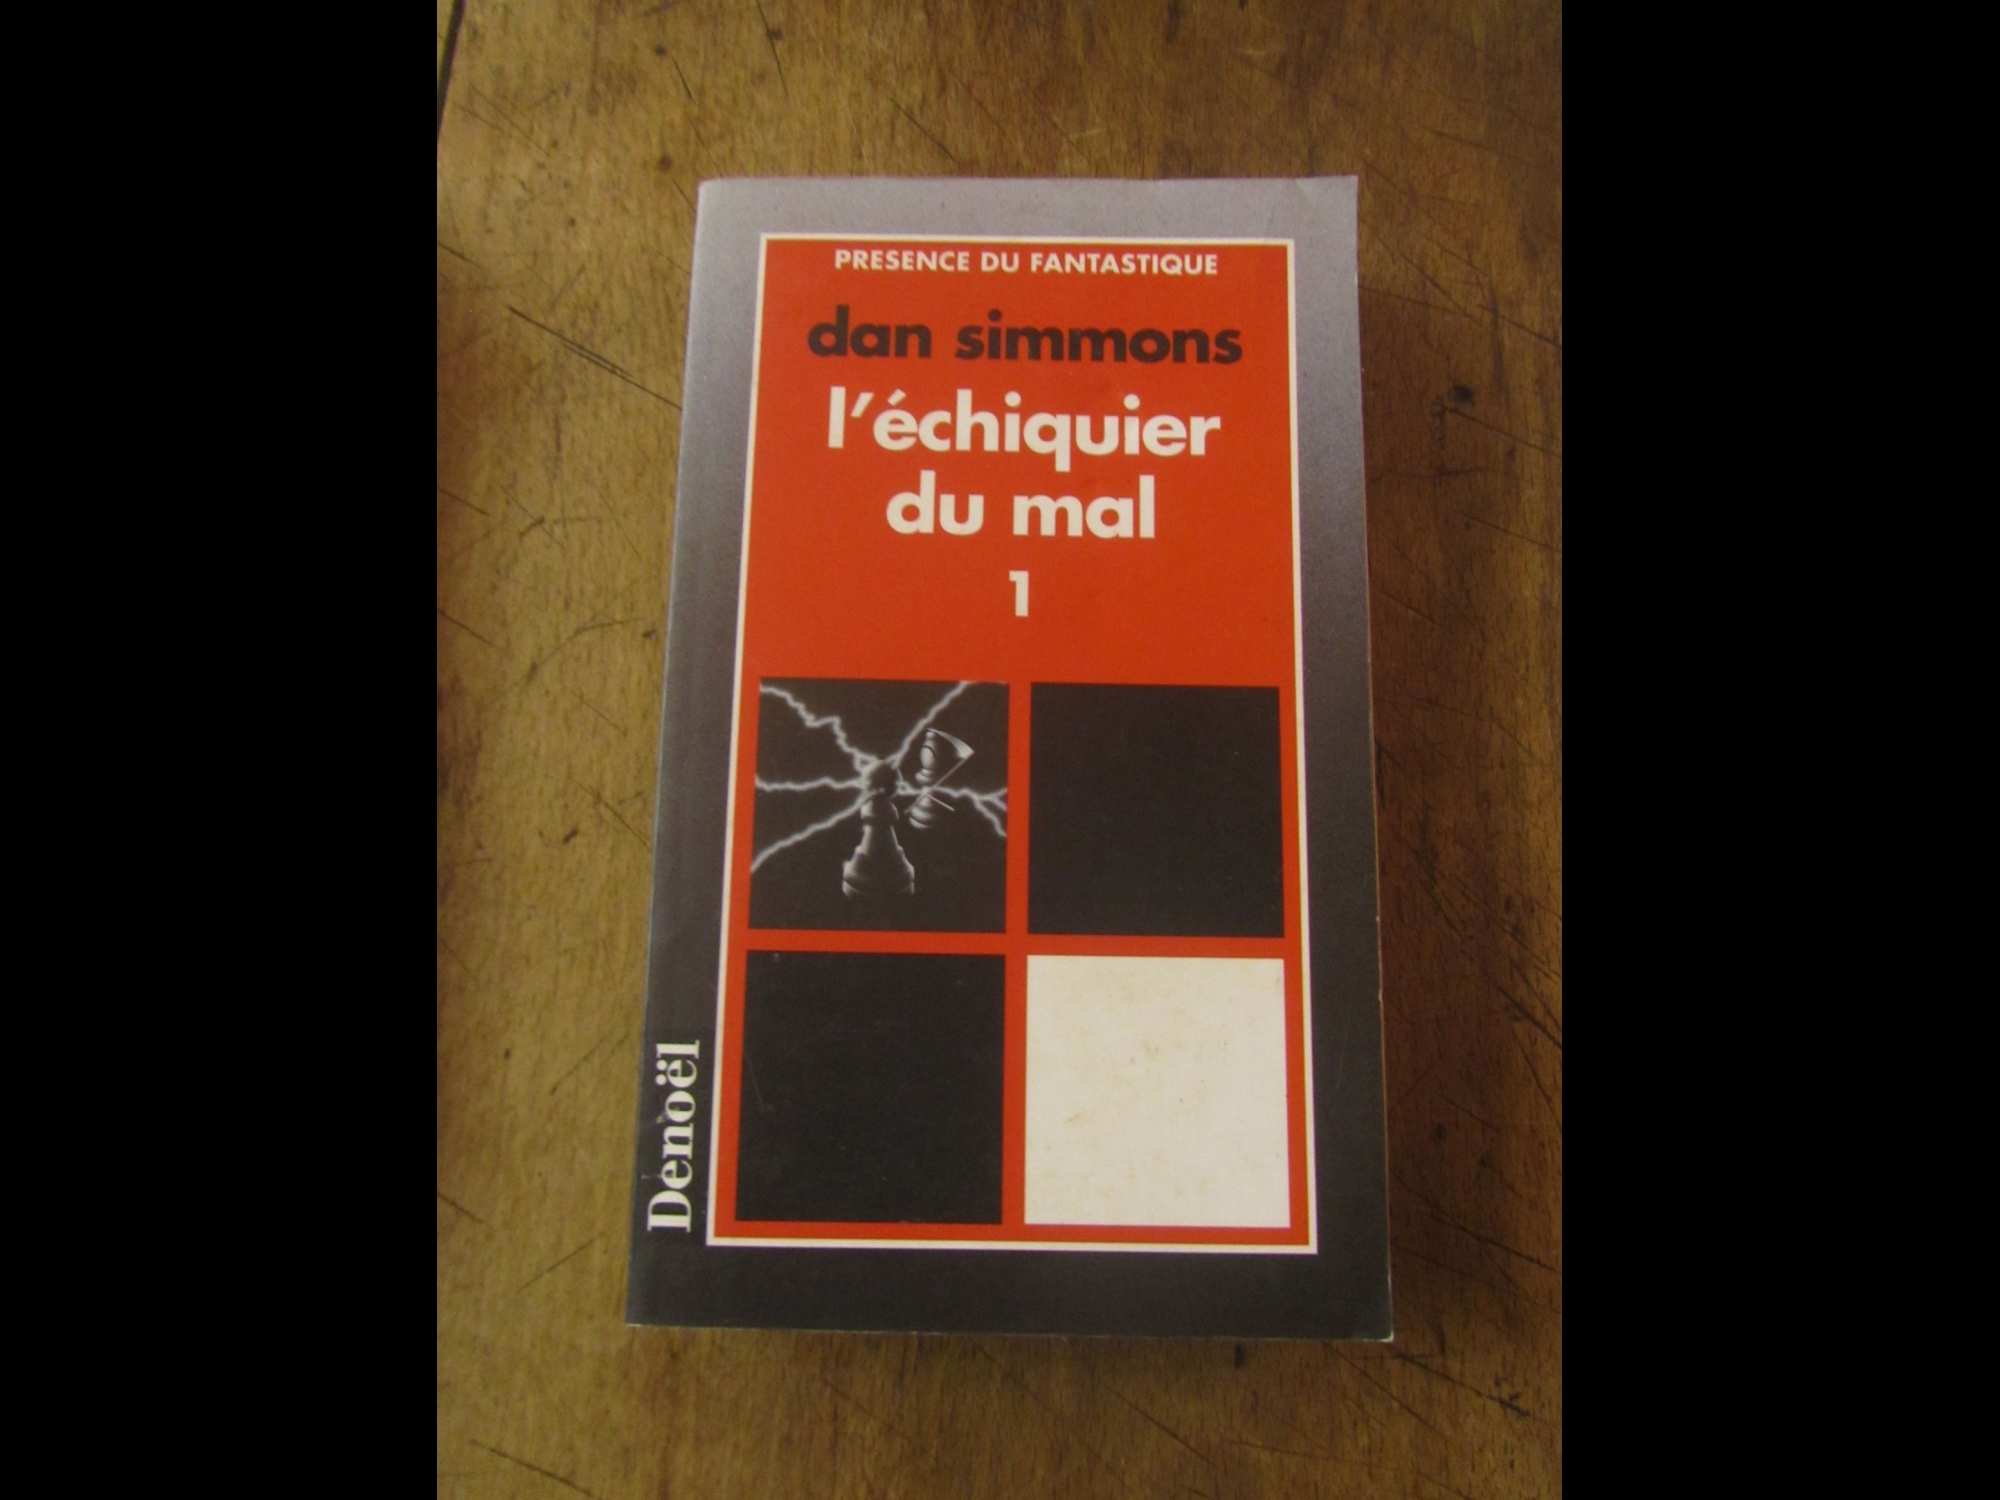 PRESENCE DU FANTASTIQUE
dan simmons
l'échiquier
du mal
1
Denoël